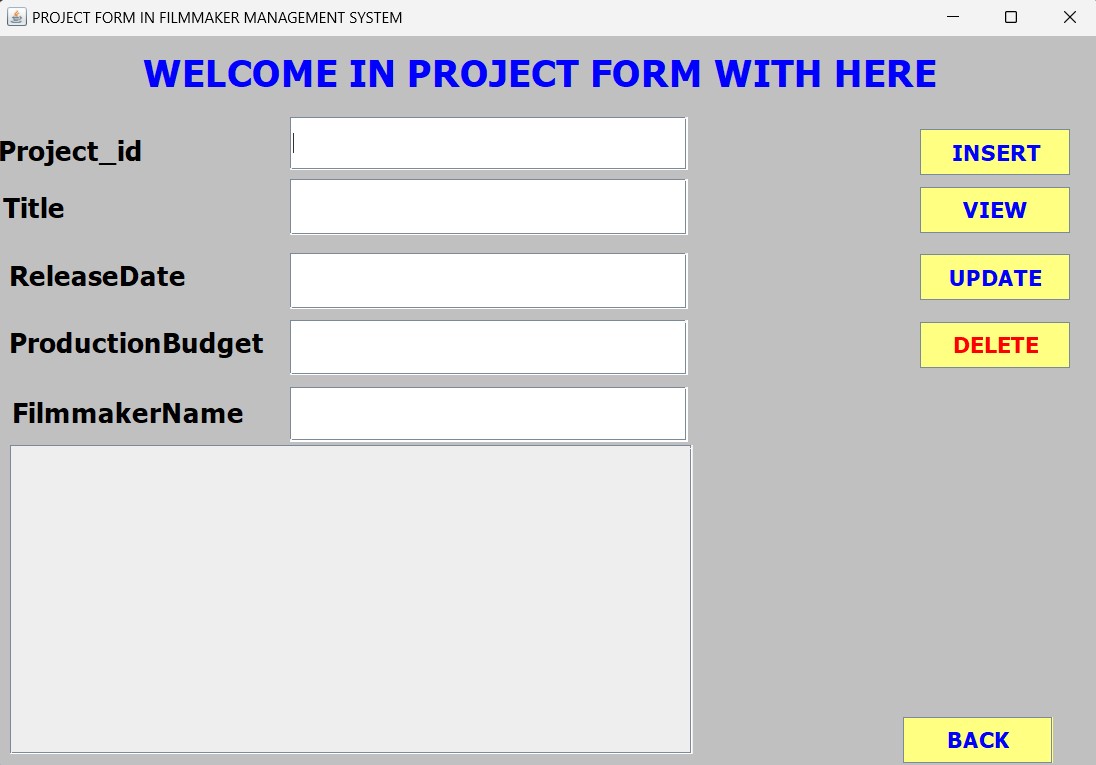 PROJECT FORM IN FILMMAKER MANAGEMENT SYSTEM
WELCOME IN PROJECT FORM WITH HERE
Project_id
INSERT
Title
VIEW
ReleaseDate
UPDATE
ProductionBudget
DELETE
FilmmakerName
BACK